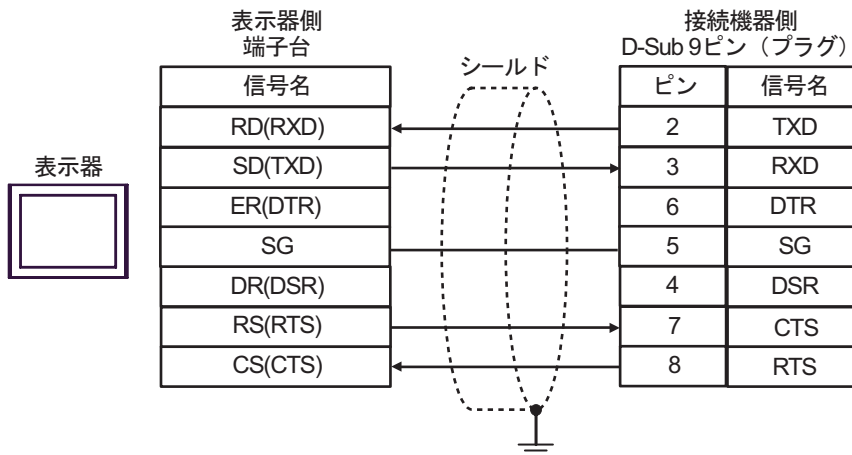 表示器側
端子台
接続機器側
D-Sub 9ピン（プラグ）
シールド
表示器
信号名 ピン 信号名
RD(RXD) 2 TXD
SD(TXD) 3 RXD
ER(DTR) 6 DTR
SG 5 SG
DR(DSR) 4 DSR
RS(RTS) 7 CTS
CS(CTS) 8 RTS